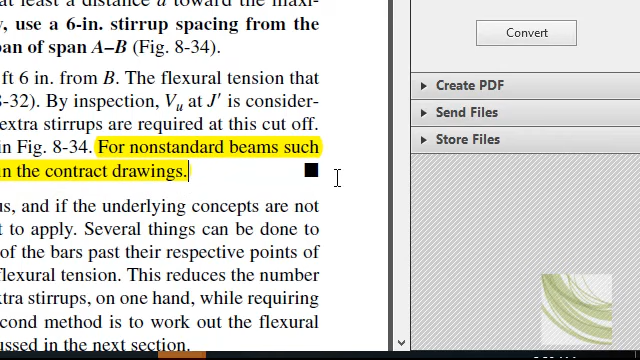 at least a distance d toward the maxi-
y, use a 6-in. stirrup spacing from the
pan of span A–B (Fig. 8-34).
ft 6 in. from B. The flexural tension that
8-32). By inspection, Vu at J′ is consider-
extra stirrups are required at this cut off.
in Fig. 8-34. For nonstandard beams such
in the contract drawings.
us, and if the underlying concepts are not
t to apply. Several things can be done to
of the bars past their respective points of
flexural tension. This reduces the number
xtra stirrups, on one hand, while requiring
cond method is to work out the flexural
ussed in the next section.
Convert
Create PDF
Send Files
Store Files